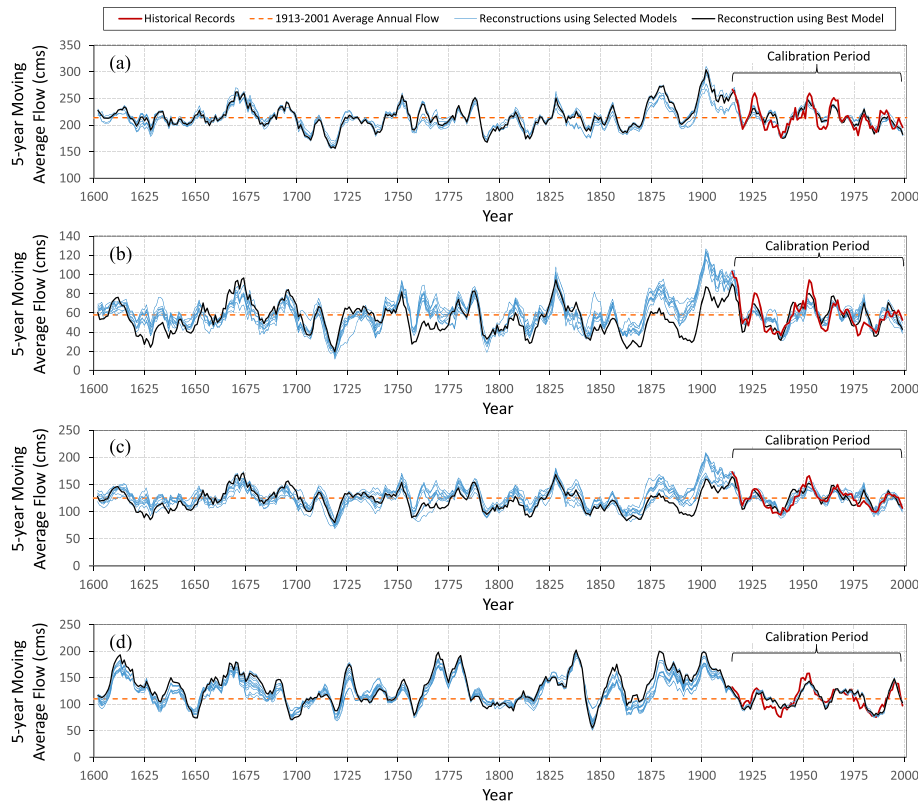 Historical Records 1913-2001 Average Annual Flow Reconstructions using Selected Models Reconstruction using Best Model
5-year Moving
Average Flow (cms)
350
300
250
200
150
100
(a)
Calibration Period
1600 1625 1650 1675 1700 1725 1750 1775 1800 1825 1850 1875 1900 1925 1950 1975 2000
Year
5-year Moving
Average Flow (cms)
140
120
100
80
60
40
20
0
(b)
Calibration Period
1600 1625 1650 1675 1700 1725 1750 1775 1800 1825 1850 1875 1900 1925 1950 1975 2000
Year
5-year Moving
Average Flow (cms)
250
200
150
100
50
0
(c)
Calibration Period
1600 1625 1650 1675 1700 1725 1750 1775 1800 1825 1850 1875 1900 1925 1950 1975 2000
Year
5-year Moving
Average Flow (cms)
250
200
150
100
50
0
(d)
Calibration Period
1600 1625 1650 1675 1700 1725 1750 1775 1800 1825 1850 1875 1900 1925 1950 1975 2000
Year